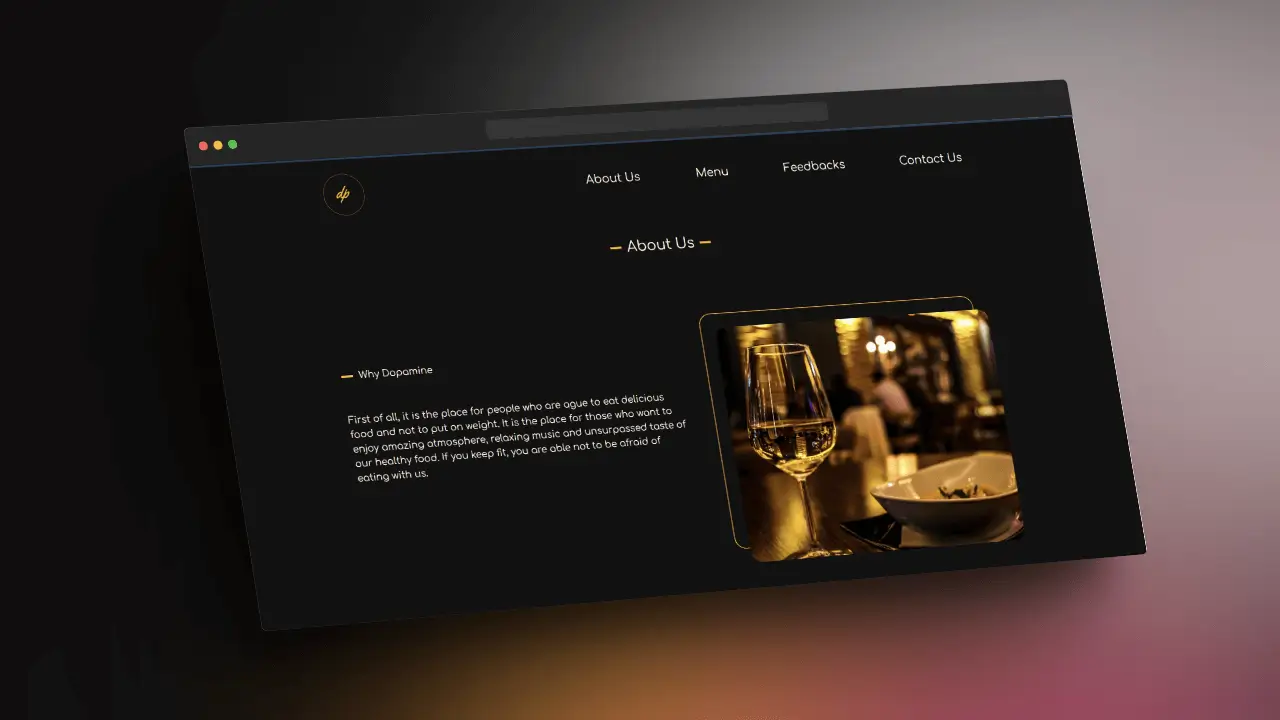 dp
About Us
Menu
Feedbacks
Contact Us
About Us
Why Dopamine
First of all, it is the place for people who are ague to eat delicious
food and not to put on weight. It is the place for those who want to
enjoy amazing atmosphere, relaxing music and unsurpassed taste of
our healthy food. If you keep fit, you are able not to be afraid of
eating with us.